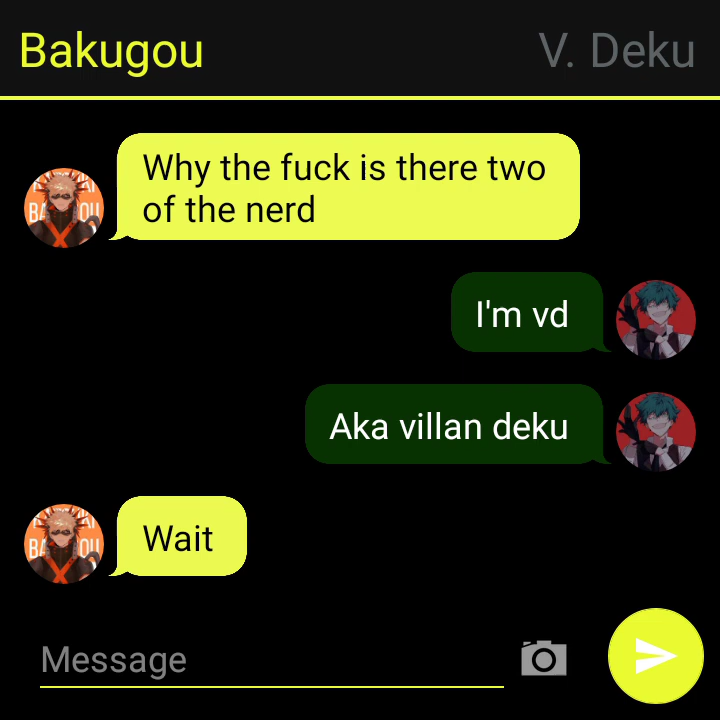 Bakugou
V. Deku
Why the fuck is there two
of the nerd
I'm vd
Aka villan deku
Wait
Message